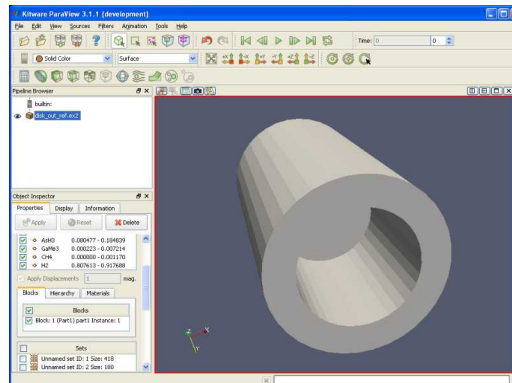 Kitware ParaView 3.1.1 (development)
File Edit View Sources Filters Animation Tools Help
Time: 0 0
Solid Color Surface
Pipeline Browser
builtin:
disk_out_ref.ex2
Object Inspector
Properties Display Information
Apply Reset Delete
AsH3 0.080477 - 0.184839
GaMe3 0.000223 - 0.007214
CH4 0.000000 - 0.001170
H2 0.807613 - 0.917688
Apply Displacements 1 mag.
Blocks Hierarchy Materials
Blocks
Block: 1 (Part1) part1 Instance: 1
Sets
Unnamed set ID: 1 Size: 418
Unnamed set ID: 2 Size: 180
Z X
Y